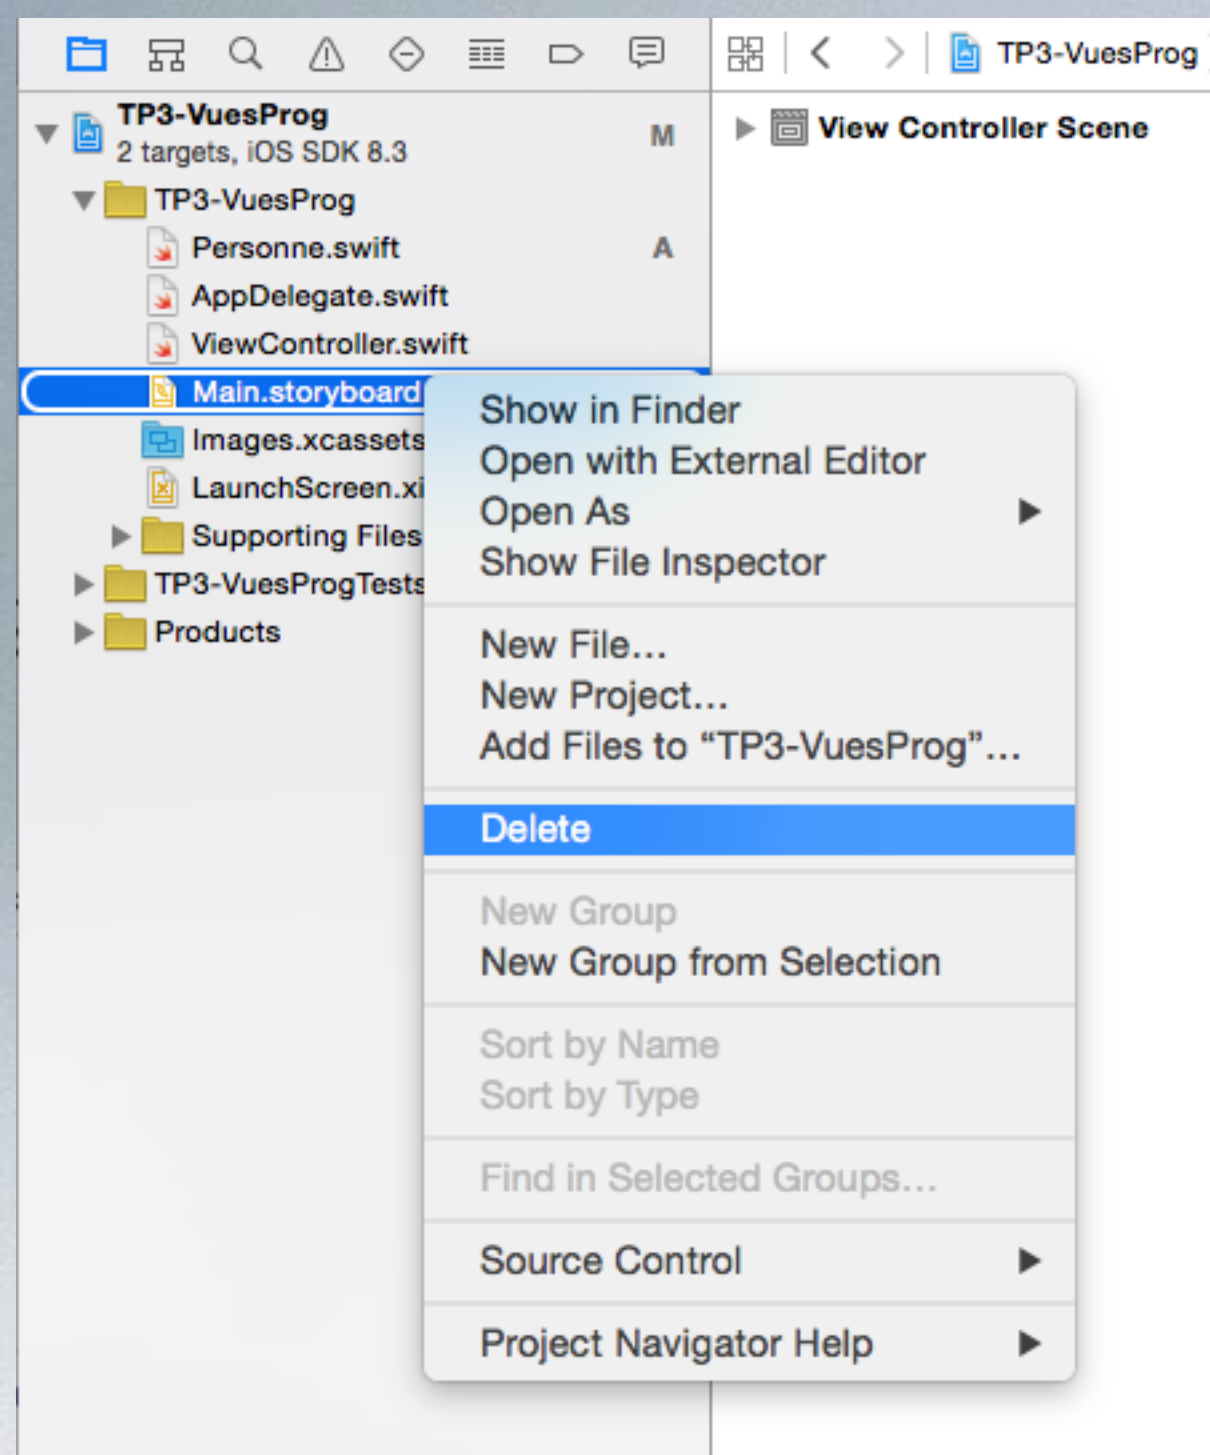 TP3-VuesProg
TP3-VuesProg
2 targets, iOS SDK 8.3
M
View Controller Scene
TP3-VuesProg
Personne.swift
A
AppDelegate.swift
ViewController.swift
Main.storyboard
Images.xcassets
LaunchScreen.xi
Supporting Files
TP3-VuesProgTests
Products
Show in Finder
Open with External Editor
Open As
Show File Inspector
New File...
New Project...
Add Files to “TP3-VuesProg”...
Delete
New Group
New Group from Selection
Sort by Name
Sort by Type
Find in Selected Groups...
Source Control
Project Navigator Help